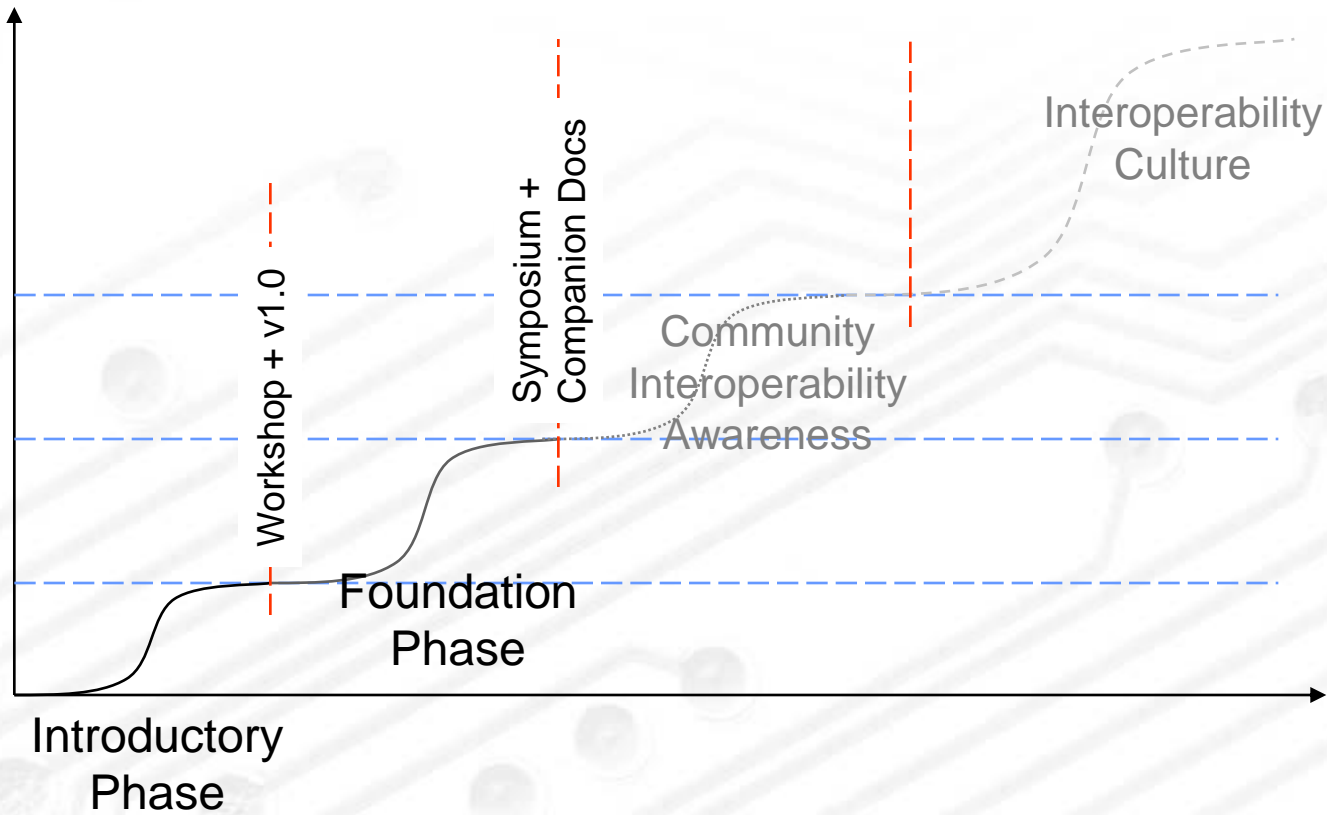 Interoperability
Culture
Symposium +
Companion Docs
Workshop + v1.0
Community
Interoperability
Awareness
Foundation
Phase
Introductory
Phase